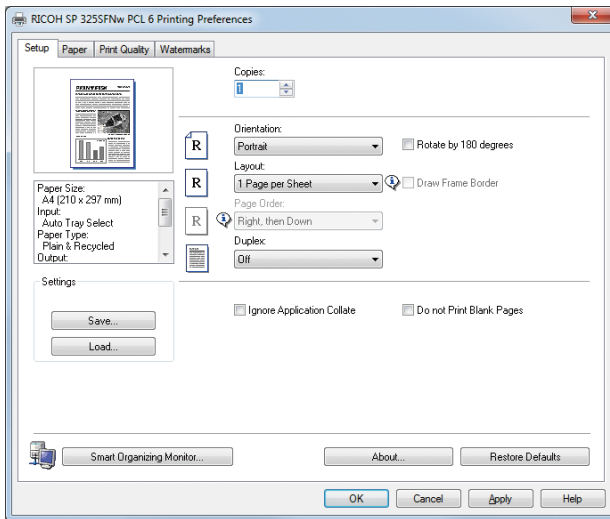 RICOH SP 325SFNw PCL 6 Printing Preferences
Setup Paper Print Quality Watermarks
Copies:
1
Orientation:
R Portrait Rotate by 180 degrees
Layout:
R 1 Page per Sheet Draw Frame Border
Page Order:
R Right, then Down
Duplex:
Off
Paper Size:
A4 (210 x 297 mm)
Input:
Auto Tray Select
Paper Type:
Plain & Recycled
Output:
Settings
Save...
Load...
Ignore Application Collate Do not Print Blank Pages
Smart Organizing Monitor... About... Restore Defaults
OK Cancel Apply Help